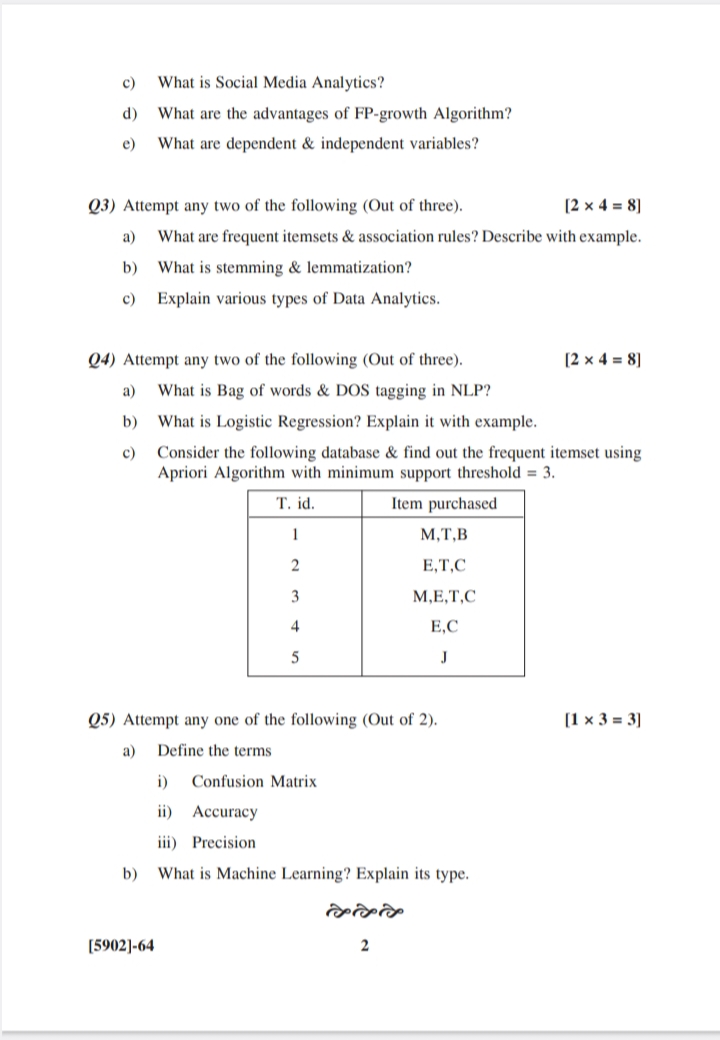 c) What is Social Media Analytics?
d) What are the advantages of FP-growth Algorithm?
e) What are dependent & independent variables?
Q3) Attempt any two of the following (Out of three). [2 × 4 = 8]
a) What are frequent itemsets & association rules? Describe with example.
b) What is stemming & lemmatization?
c) Explain various types of Data Analytics.
Q4) Attempt any two of the following (Out of three). [2 × 4 = 8]
a) What is Bag of words & DOS tagging in NLP?
b) What is Logistic Regression? Explain it with example.
c) Consider the following database & find out the frequent itemset using
Apriori Algorithm with minimum support threshold = 3.
T. id. Item purchased
1 M,T,B
2 E,T,C
3 M,E,T,C
4 E,C
5 J
Q5) Attempt any one of the following (Out of 2). [1 × 3 = 3]
a) Define the terms
i) Confusion Matrix
ii) Accuracy
iii) Precision
b) What is Machine Learning? Explain its type.
[5902]-64 2